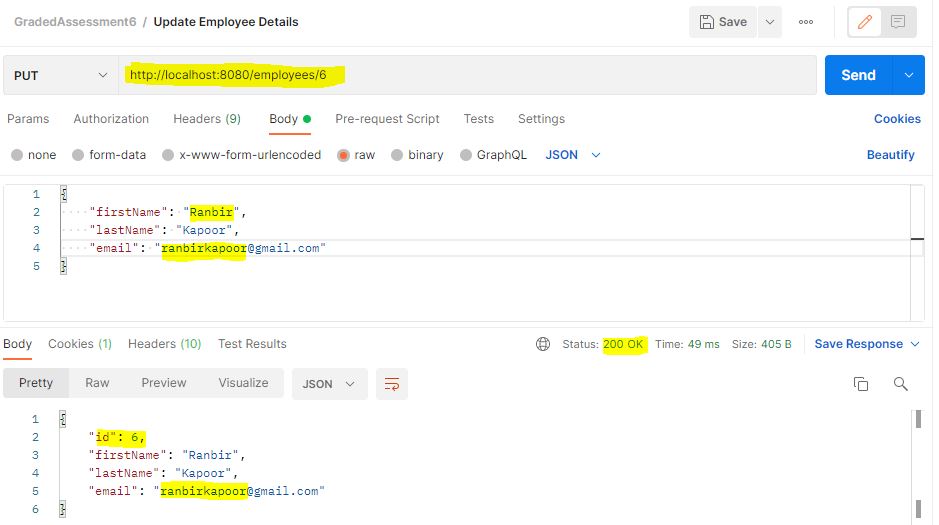 GradedAssessment6 / Update Employee Details Save
PUT http://localhost:8080/employees/6 Send
Params Authorization Headers (9) Body Pre-request Script Tests Settings Cookies
none form-data x-www-form-urlencoded raw binary GraphQL JSON Beautify
1 {
2 "firstName": "Ranbir",
3 "lastName": "Kapoor",
4 "email": "ranbirkapoor@gmail.com"
5 }
Body Cookies (1) Headers (10) Test Results Status: 200 OK Time: 49 ms Size: 405 B Save Response
Pretty Raw Preview Visualize JSON
1 {
2 "id": 6,
3 "firstName": "Ranbir",
4 "lastName": "Kapoor",
5 "email": "ranbirkapoor@gmail.com"
6 }